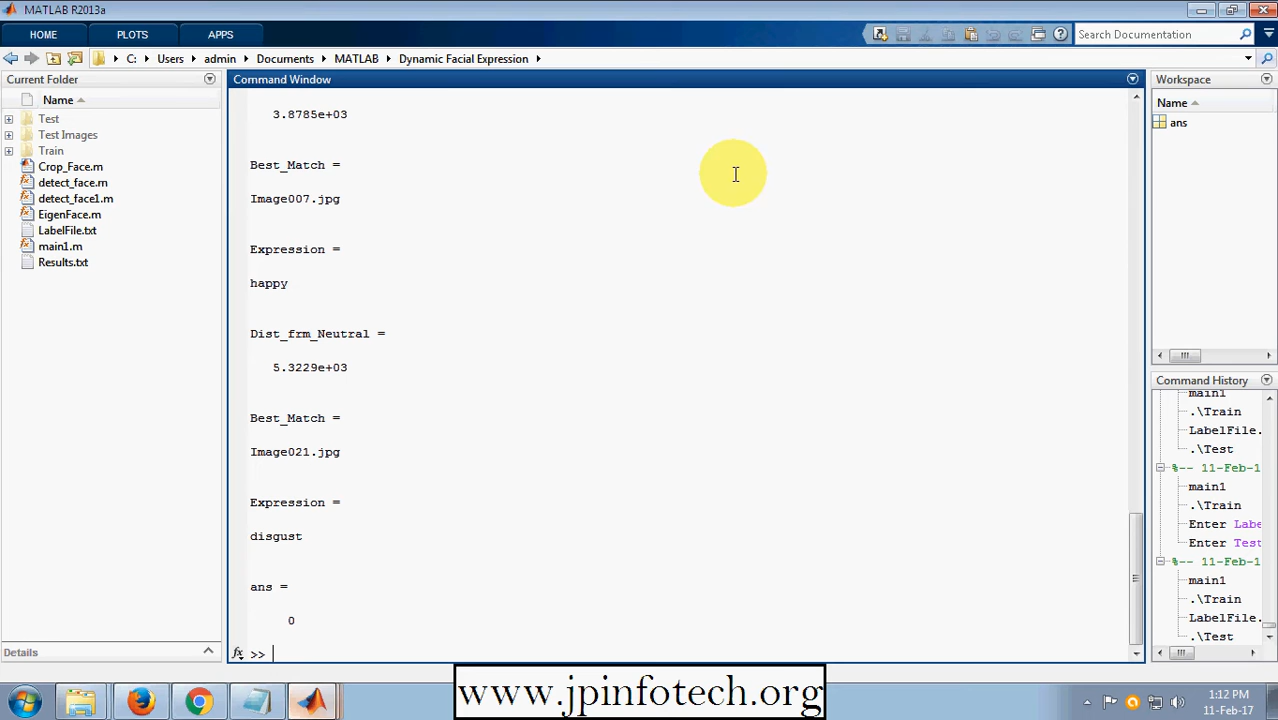 MATLAB R2013a
HOME PLOTS APPS
Search Documentation
C: Users admin Documents MATLAB Dynamic Facial Expression
Current Folder
Name
Test
Test Images
Train
Crop_Face.m
detect_face.m
detect_face1.m
EigenFace.m
LabelFile.txt
main1.m
Results.txt
Details
Command Window
3.8785e+03
Best_Match =
Image007.jpg
Expression =
happy
Dist_frm_Neutral =
5.3229e+03
Best_Match =
Image021.jpg
Expression =
disgust
ans =
0
fx >>
Workspace
Name
ans
Command History
main1
.\Train
LabelFile.
.\Test
%-- 11-Feb-1
main1
.\Train
Enter Labe
Enter Test
%-- 11-Feb-1
main1
.\Train
LabelFile.
.\Test
www.jpinfotech.org
1:12 PM
11-Feb-17